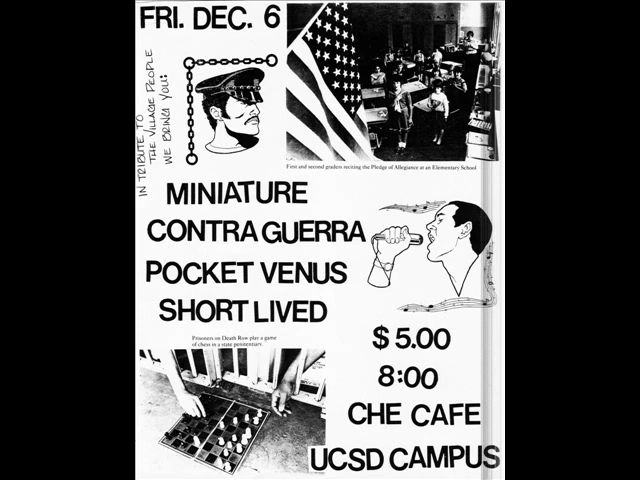 FRI. DEC. 6
IN TRIBUTE TO
THE VILLAGE PEOPLE
WE BRING YOU:
First and second graders reciting the Pledge of Allegiance at an Elementary School
MINIATURE
CONTRA GUERRA
POCKET VENUS
SHORT LIVED
Prisoners on Death Row play a game
of chess in a state penitentiary.
$5.00
8:00
CHE CAFE
UCSD CAMPUS